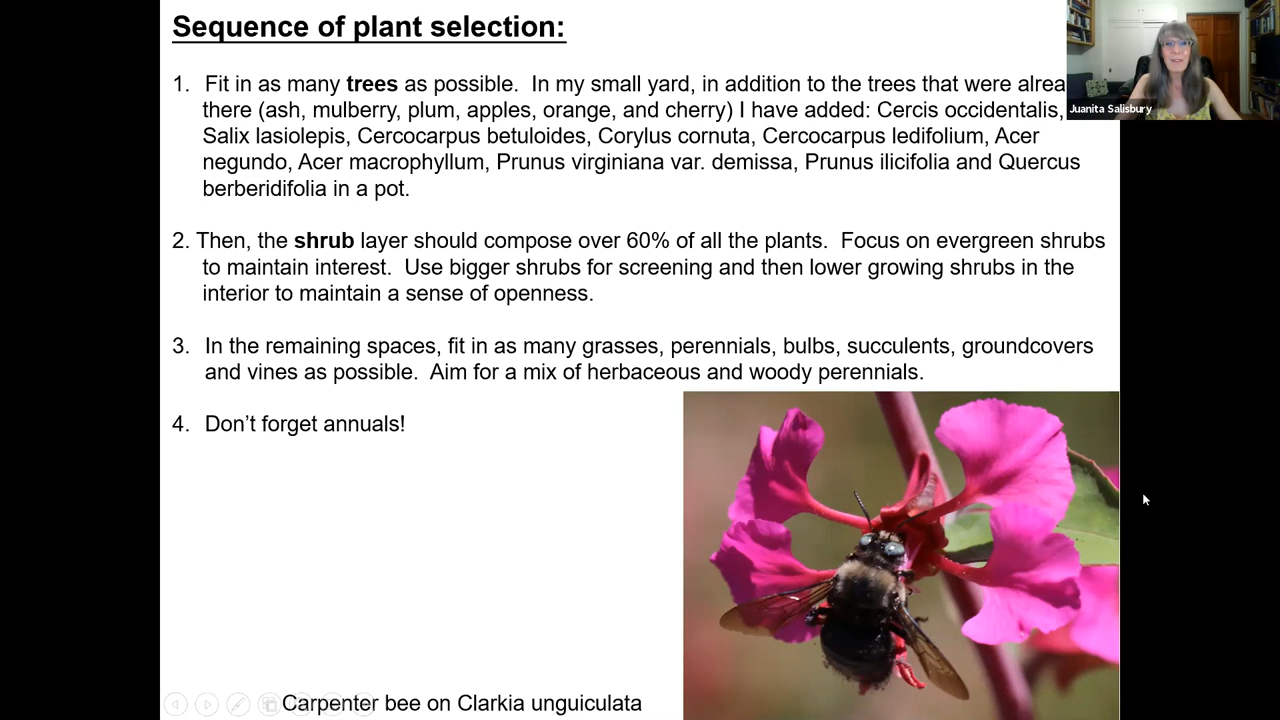 Sequence of plant selection:
1. Fit in as many trees as possible. In my small yard, in addition to the trees that were
there (ash, mulberry, plum, apples, orange, and cherry) I have added: Cercis occidentalis,
Salix lasiolepis, Cercocarpus betuloides, Corylus cornuta, Cercocarpus ledifolium, Acer
negundo, Acer macrophyllum, Prunus virginiana var. demissa, Prunus ilicifolia and Quercus
berberidifolia in a pot.
2. Then, the shrub layer should compose over 60% of all the plants. Focus on evergreen shrubs
to maintain interest. Use bigger shrubs for screening and then lower growing shrubs in the
interior to maintain a sense of openness.
3. In the remaining spaces, fit in as many grasses, perennials, bulbs, succulents, groundcovers
and vines as possible. Aim for a mix of herbaceous and woody perennials.
4. Don't forget annuals!
Carpenter bee on Clarkia unguiculata
Juanita Salisbury